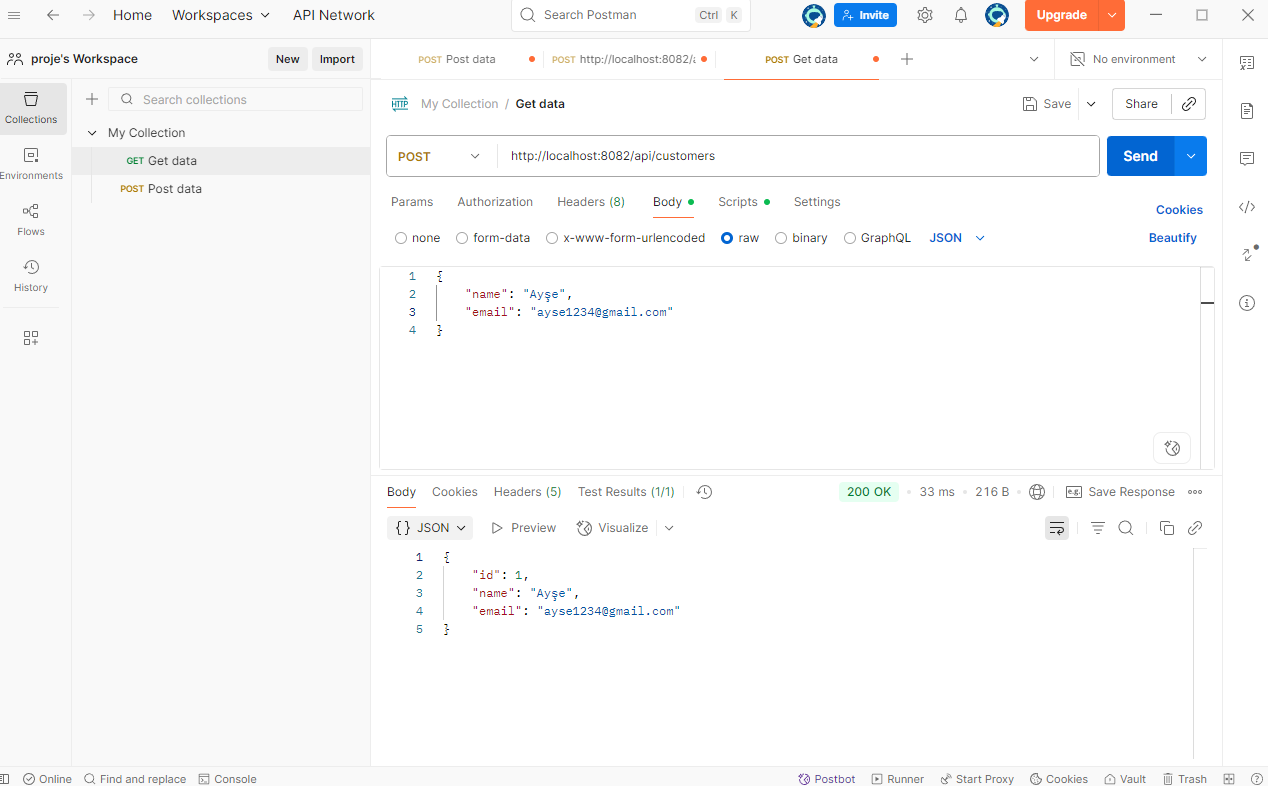 Home Workspaces API Network Search Postman Ctrl K Invite Upgrade
proje's Workspace New Import
POST Post data POST http://localhost:8082/a POST Get data No environment
Collections
Environments
Flows
History
Search collections
My Collection
GET Get data
POST Post data
HTTP My Collection / Get data Save Share
POST http://localhost:8082/api/customers Send
Params Authorization Headers (8) Body Scripts Settings Cookies
none form-data x-www-form-urlencoded raw binary GraphQL JSON Beautify
1 {
2 "name": "Ayşe",
3 "email": "ayse1234@gmail.com"
4 }
Body Cookies Headers (5) Test Results (1/1) 200 OK 33 ms 216 B e.g. Save Response
{} JSON Preview Visualize
1 {
2 "id": 1,
3 "name": "Ayşe",
4 "email": "ayse1234@gmail.com"
5 }
Online Find and replace Console Postbot Runner Start Proxy Cookies Vault Trash